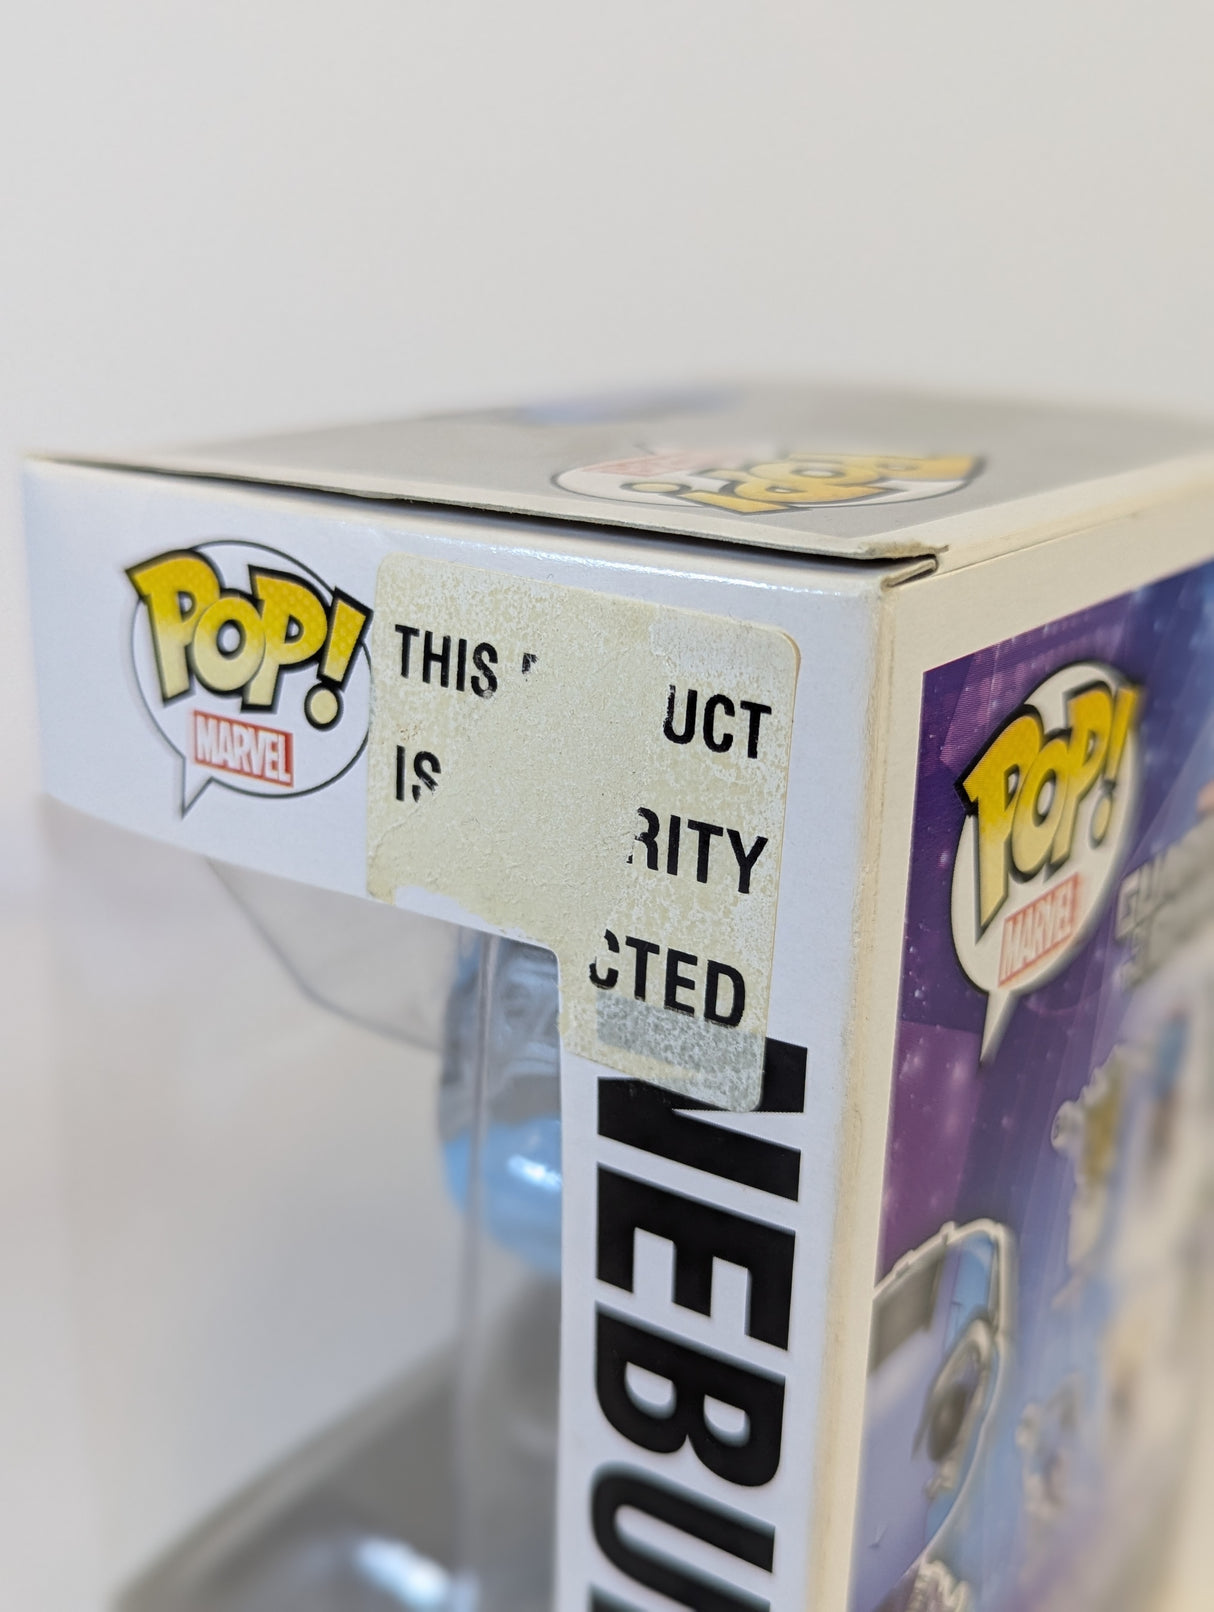 POP!
MARVEL
THIS UCT
IS RITY
CTED
NEBU
POP!
MARVEL
POP!